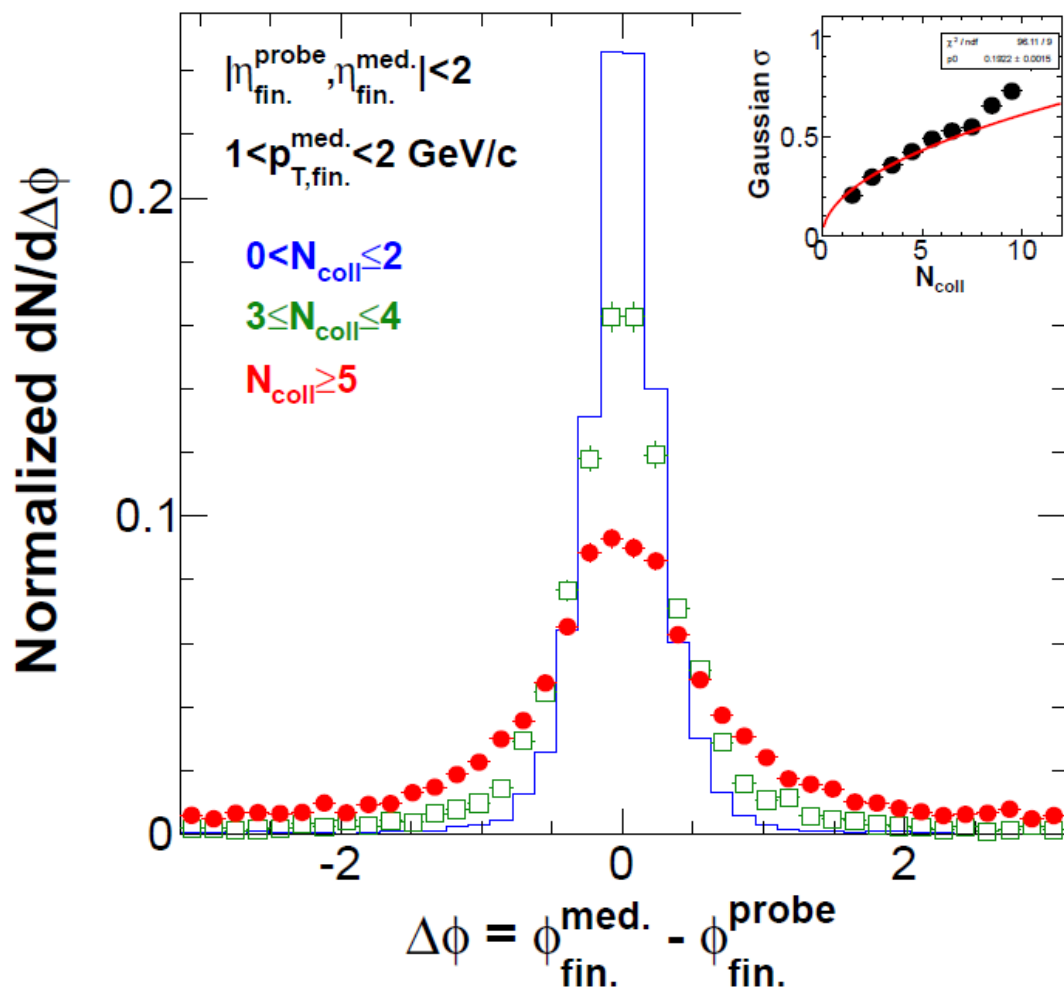 |η^probe_fin., η^med._fin.|<2
1<p^med._T,fin.<2 GeV/c
0<N_coll≤2
3≤N_coll≤4
N_coll≥5
Normalized dN/dΔϕ
0.2
0.1
0
-2 0 2
Δϕ = ϕ^med._fin. - ϕ^probe_fin.
χ² / ndf 96.11 / 9
p0 0.1922 ± 0.0015
Gaussian σ
1
0.5
0
0 5 10
N_coll